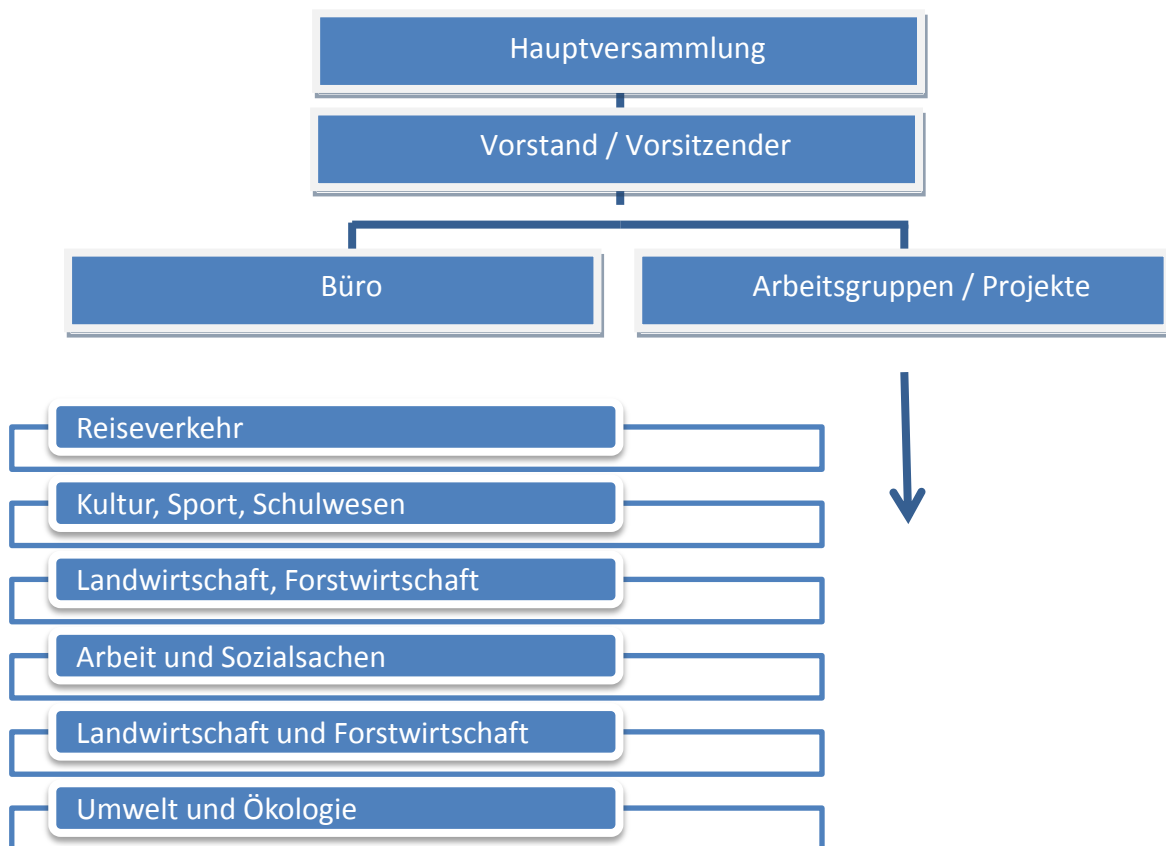 Hauptversammlung
Vorstand / Vorsitzender
Büro
Arbeitsgruppen / Projekte
Reiseverkehr
Kultur, Sport, Schulwesen
Landwirtschaft, Forstwirtschaft
Arbeit und Sozialsachen
Landwirtschaft und Forstwirtschaft
Umwelt und Ökologie